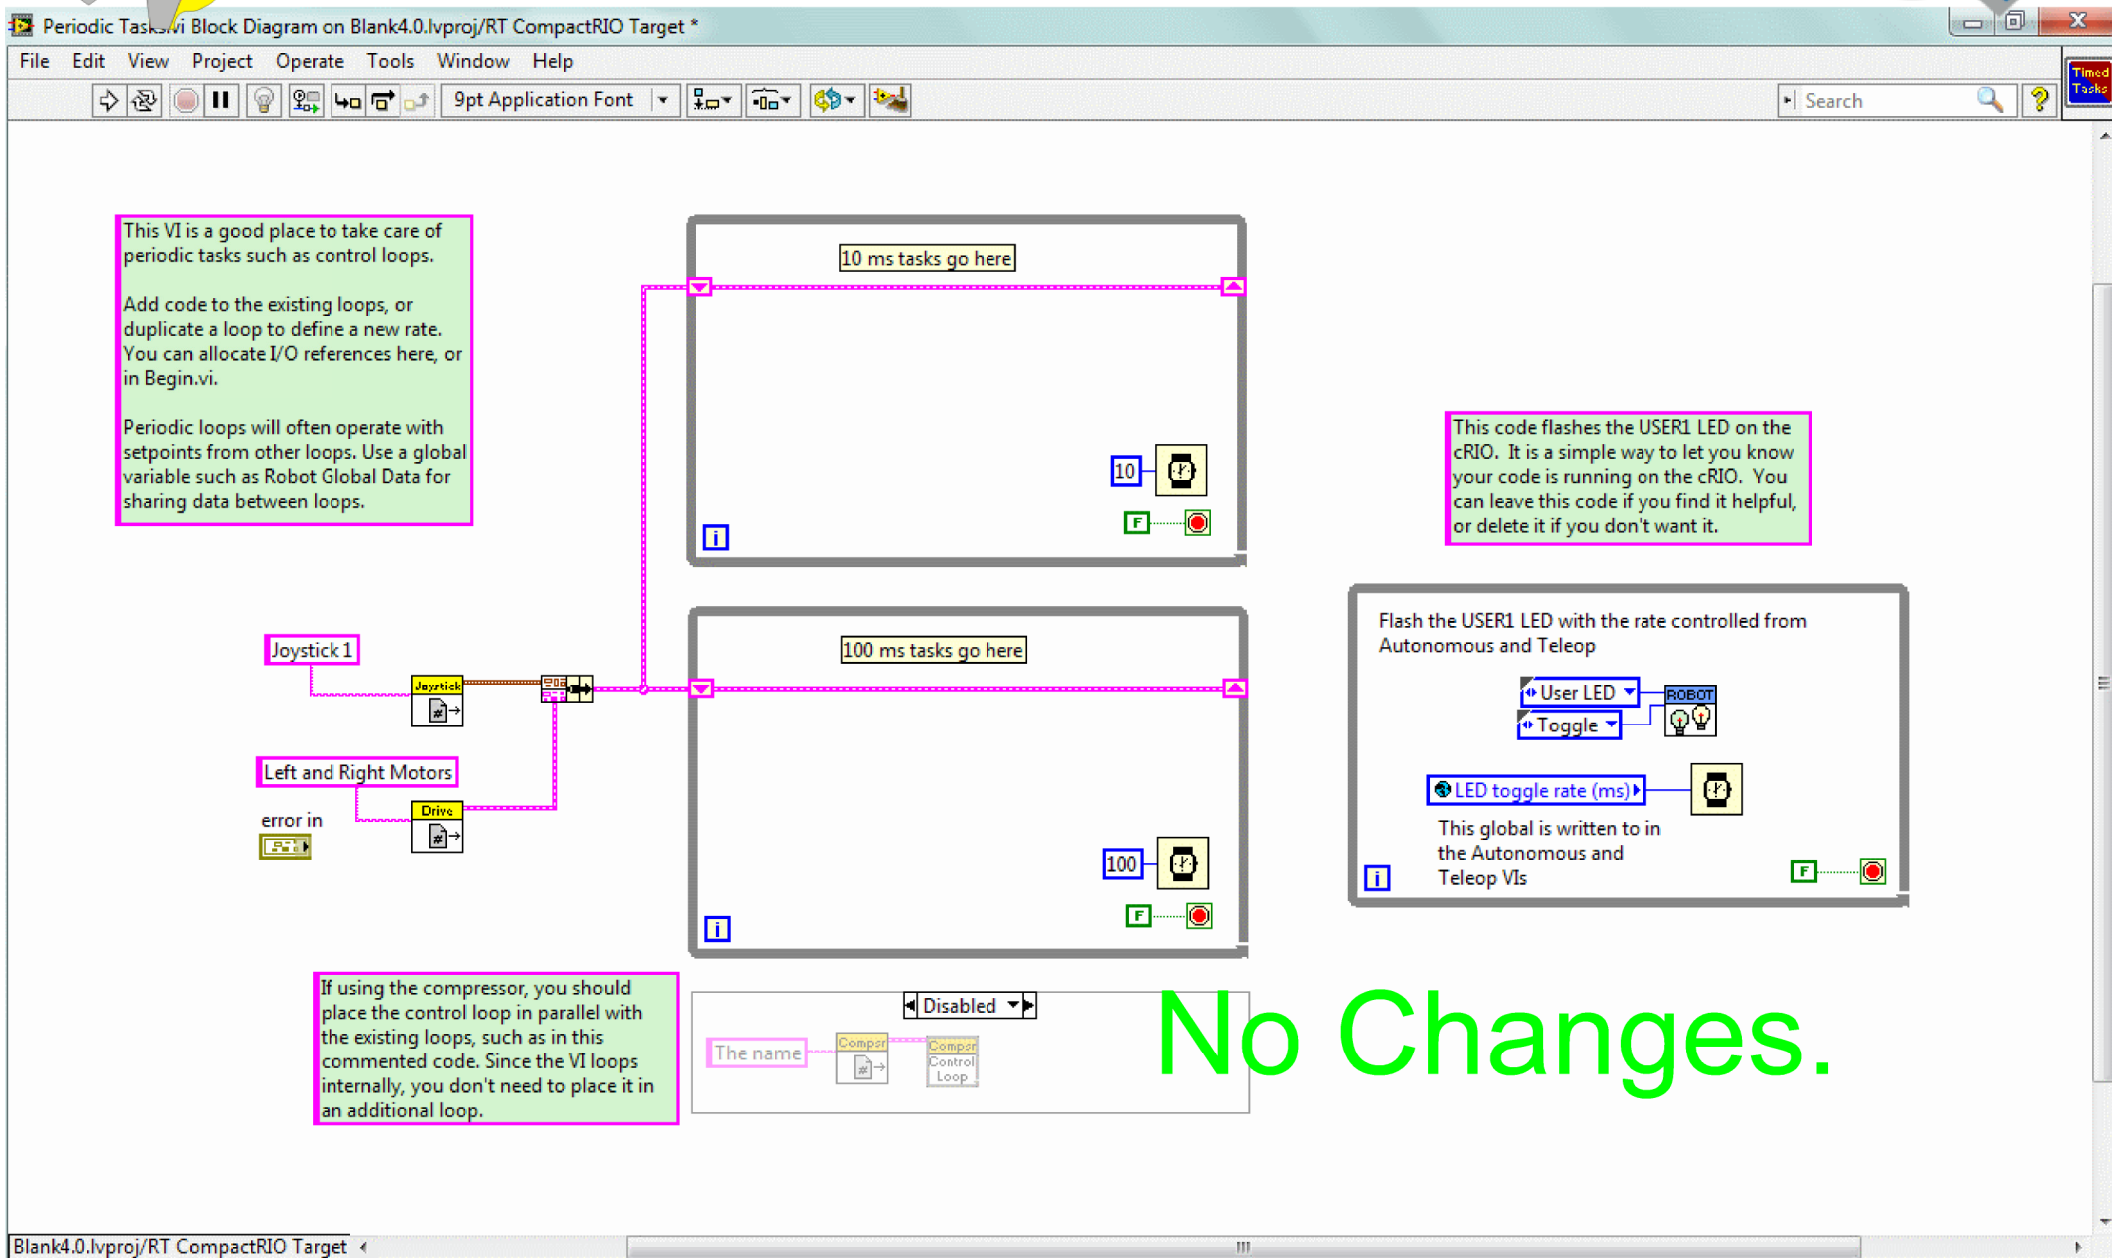 Periodic Tasks.vi Block Diagram on Blank4.0.lvproj/RT CompactRIO Target *
File Edit View Project Operate Tools Window Help
9pt Application Font
Search
Timed
Tasks
This VI is a good place to take care of
periodic tasks such as control loops.
Add code to the existing loops, or
duplicate a loop to define a new rate.
You can allocate I/O references here, or
in Begin.vi.
Periodic loops will often operate with
setpoints from other loops. Use a global
variable such as Robot Global Data for
sharing data between loops.
10 ms tasks go here
10
F
i
This code flashes the USER1 LED on the
cRIO. It is a simple way to let you know
your code is running on the cRIO. You
can leave this code if you find it helpful,
or delete it if you don't want it.
Joystick 1
Joystick
Left and Right Motors
Drive
error in
100 ms tasks go here
100
F
i
Flash the USER1 LED with the rate controlled from
Autonomous and Teleop
User LED
Toggle
ROBOT
LED toggle rate (ms)
This global is written to in
the Autonomous and
Teleop VIs
F
i
If using the compressor, you should
place the control loop in parallel with
the existing loops, such as in this
commented code. Since the VI loops
internally, you don't need to place it in
an additional loop.
Disabled
The name
Compsr
Compsr
Control
Loop
No Changes.
Blank4.0.lvproj/RT CompactRIO Target